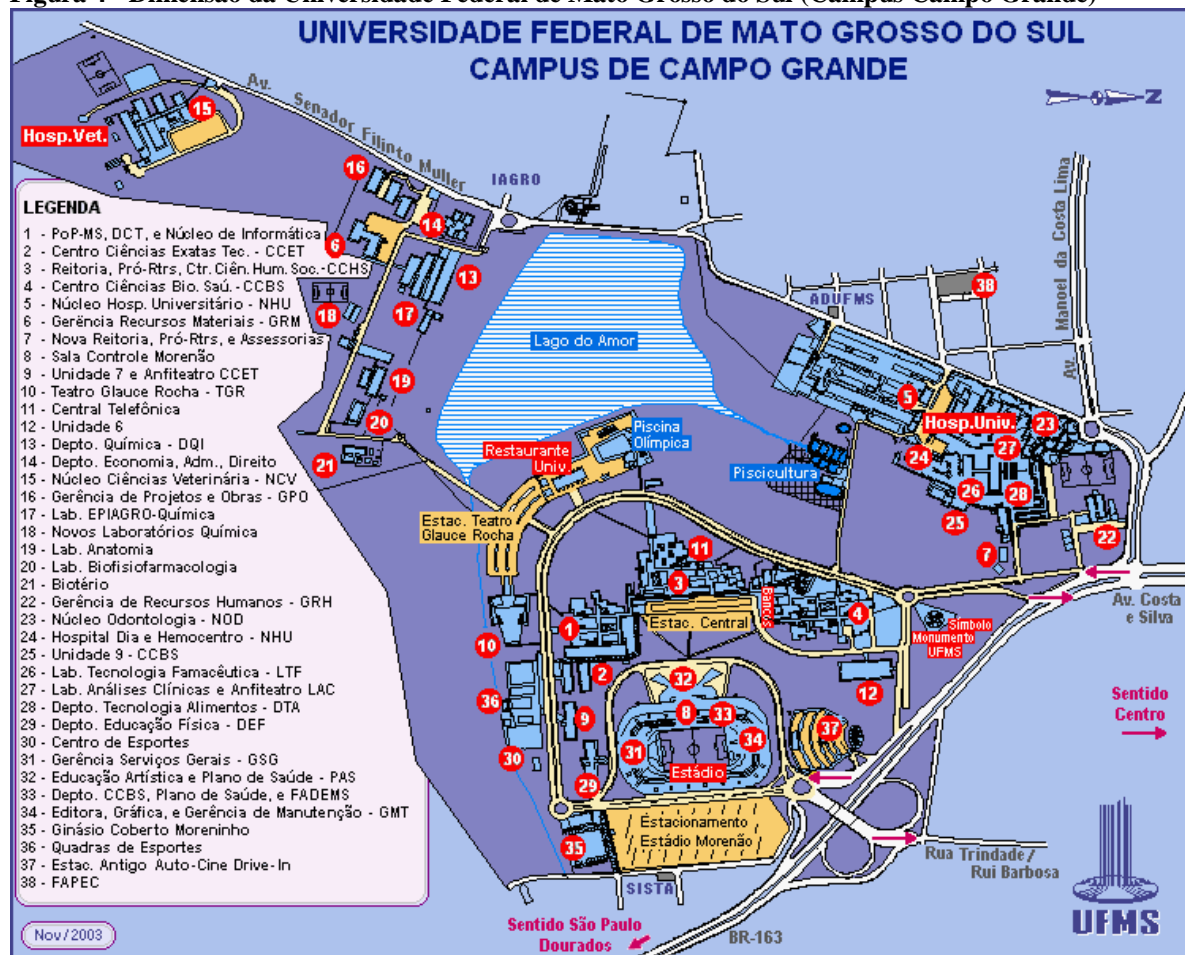 Figura 4 - Dimensão da Universidade Federal de Mato Grosso do Sul (Campus Campo Grande)
UNIVERSIDADE FEDERAL DE MATO GROSSO DO SUL
CAMPUS DE CAMPO GRANDE
Av. Senador Filinto Muller
N
Hosp.Vet.
15
16
IAGRO
14
6
13
17
18
19
20
21
Lago do Amor
ADUFMS
38
Av. Manoel da Costa Lima
5
Hosp.Univ.
23
27
24
26
28
25
7
22
Piscina
Olímpica
Restaurante
Univ.
Piscicultura
Estac. Teatro
Glauce Rocha
11
3
Bancos
4
Estac. Central
Símbolo
Monumento
UFMS
Av. Costa
e Silva
10
1
2
32
12
36
9
8
33
31
34
37
30
29
Estádio
Sentido
Centro
Estacionamento
Estádio Morenão
35
SISTA
Rua Trindade /
Rui Barbosa
Sentido São Paulo
Dourados
BR-163
UFMS
LEGENDA
1 - PoP-MS, DCT, e Núcleo de Informática
2 - Centro Ciências Exatas Tec. - CCET
3 - Reitoria, Pró-Rtrs, Ctr.Ciên.Hum.Soc.-CCHS
4 - Centro Ciências Bio. Saú. - CCBS
5 - Núcleo Hosp. Universitário - NHU
6 - Gerência Recursos Materiais - GRM
7 - Nova Reitoria, Pró-Rtrs, e Assessorias
8 - Sala Controle Morenão
9 - Unidade 7 e Anfiteatro CCET
10 - Teatro Glauce Rocha - TGR
11 - Central Telefônica
12 - Unidade 6
13 - Depto. Química - DQI
14 - Depto. Economia, Adm., Direito
15 - Núcleo Ciências Veterinária - NCV
16 - Gerência de Projetos e Obras - GPO
17 - Lab. EPIAGRO-Química
18 - Novos Laboratórios Química
19 - Lab. Anatomia
20 - Lab. Biofisiofarmacologia
21 - Biotério
22 - Gerência de Recursos Humanos - GRH
23 - Núcleo Odontologia - NOD
24 - Hospital Dia e Hemocentro - NHU
25 - Unidade 9 - CCBS
26 - Lab. Tecnologia Famacêutica - LTF
27 - Lab. Análises Clínicas e Anfiteatro LAC
28 - Depto. Tecnologia Alimentos - DTA
29 - Depto. Educação Física - DEF
30 - Centro de Esportes
31 - Gerência Serviços Gerais - GSG
32 - Educação Artística e Plano de Saúde - PAS
33 - Depto. CCBS, Plano de Saúde, e FADEMS
34 - Editora, Gráfica, e Gerência de Manutenção - GMT
35 - Ginásio Coberto Moreninho
36 - Quadras de Esportes
37 - Estac. Antigo Auto-Cine Drive-In
38 - FAPEC
Nov/2003